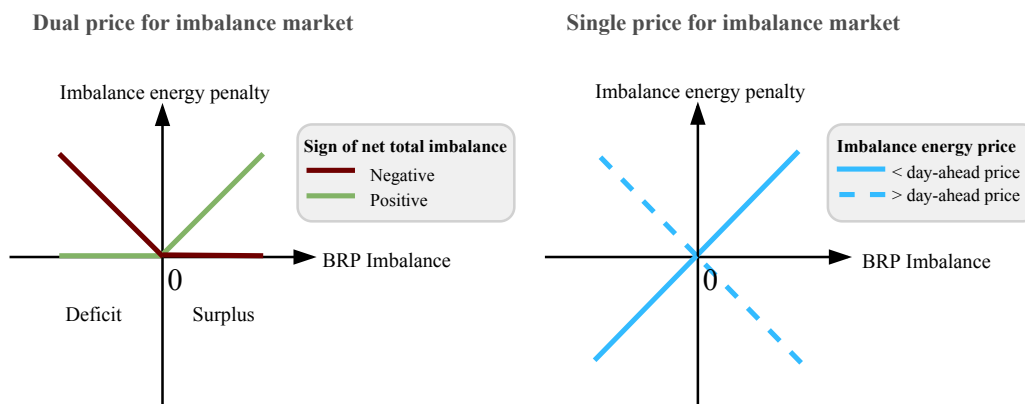 Dual price for imbalance market
Imbalance energy penalty
Sign of net total imbalance
Negative
Positive
BRP Imbalance
0
Deficit
Surplus
Single price for imbalance market
Imbalance energy penalty
Imbalance energy price
< day-ahead price
> day-ahead price
BRP Imbalance
0